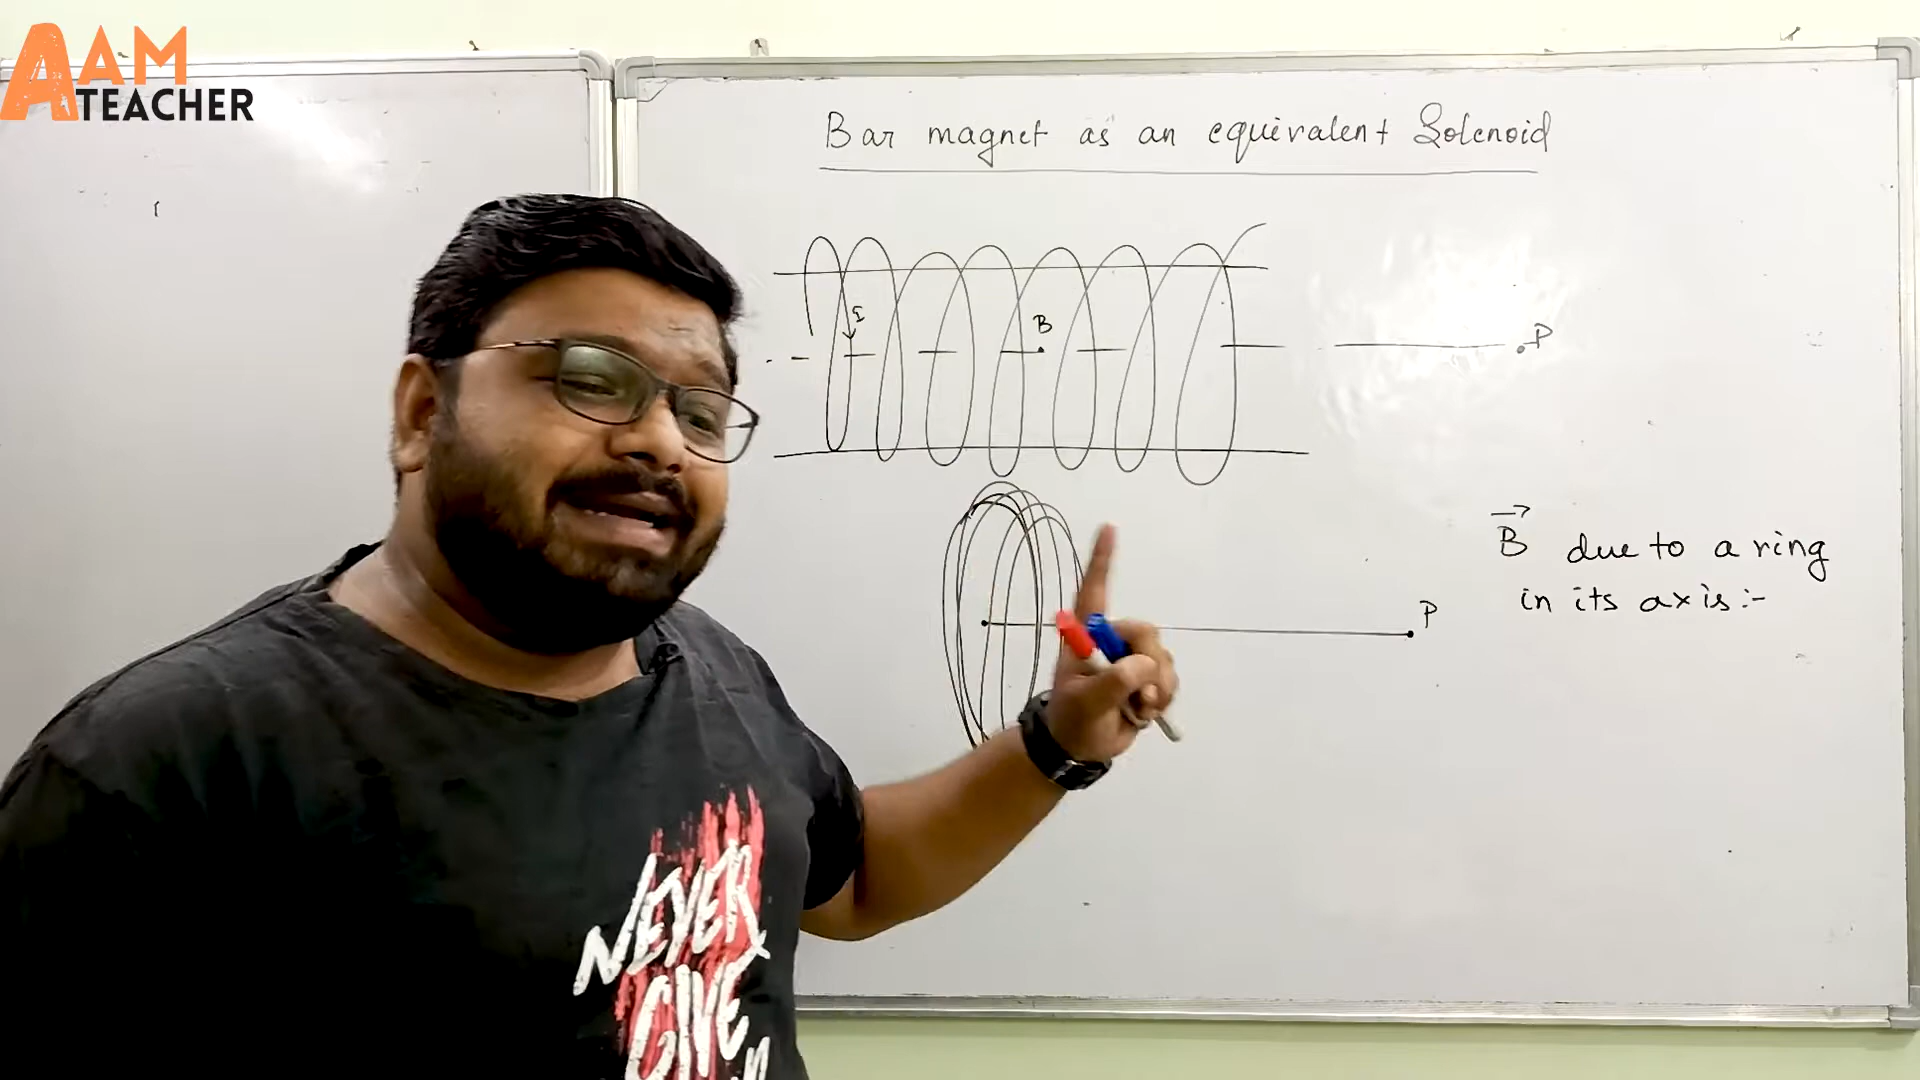 AAM
TEACHER
Bar magnet as an equivalent Solenoid
I
B
P
B due to a ring
in its axis :-
P
NEVER
GIVE